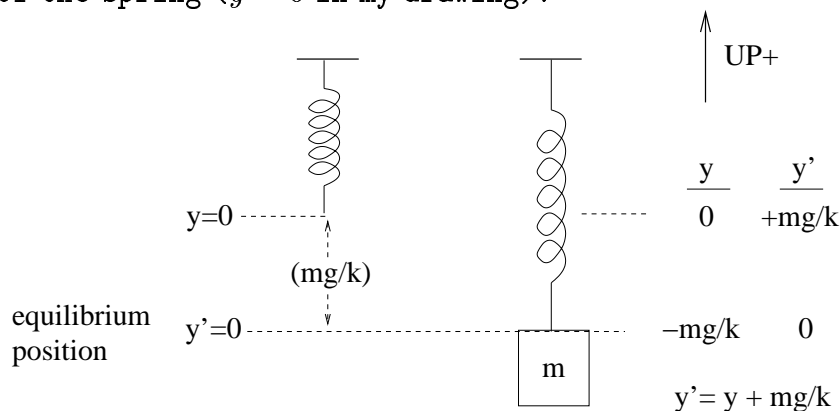 of the spring (y = 0 in my drawing).
UP+
y y'
y=0 0 +mg/k
(mg/k)
equilibrium
position
y'=0 −mg/k 0
m
y'= y + mg/k